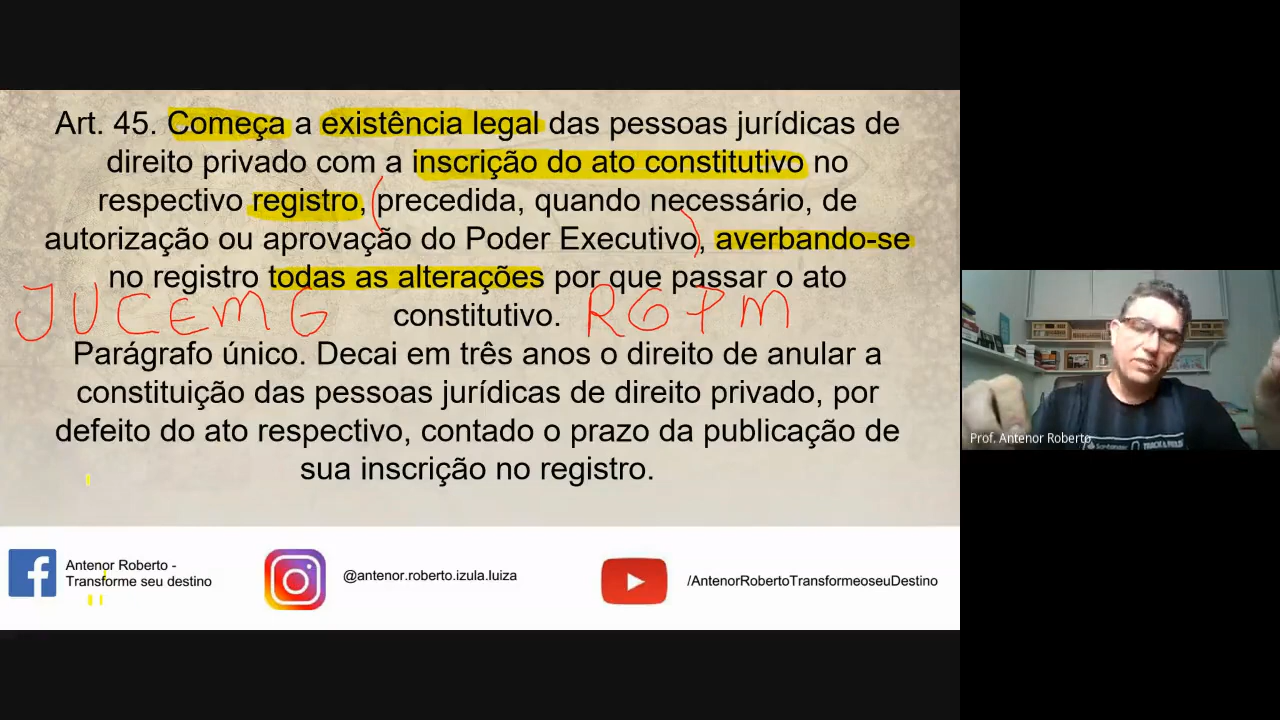 Art. 45. Começa a existência legal das pessoas jurídicas de
direito privado com a inscrição do ato constitutivo no
respectivo registro, (precedida, quando necessário, de
autorização ou aprovação do Poder Executivo), averbando-se
no registro todas as alterações por que passar o ato
JUCEMG constitutivo. RGPM
Parágrafo único. Decai em três anos o direito de anular a
constituição das pessoas jurídicas de direito privado, por
defeito do ato respectivo, contado o prazo da publicação de
sua inscrição no registro.
Antenor Roberto -
Transforme seu destino
@antenor.roberto.izula.luiza
/AntenorRobertoTransformeoseuDestino
Prof. Antenor Roberto